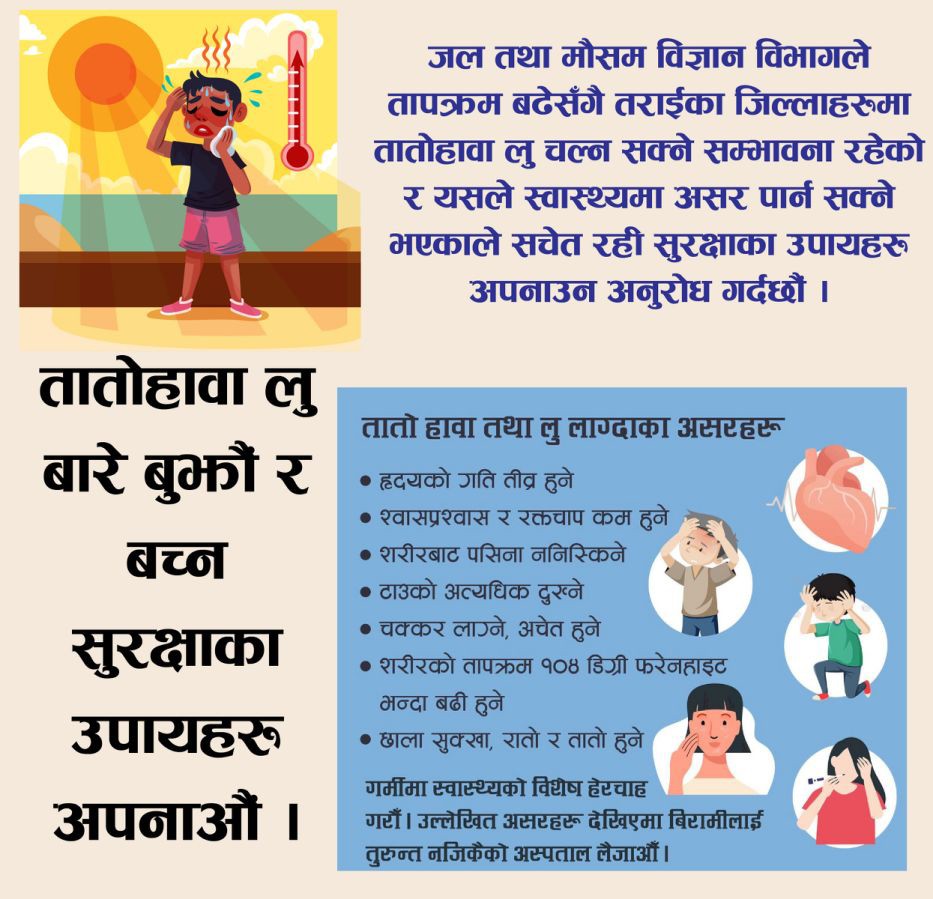 जल तथा मौसम विज्ञान विभागले
तापक्रम बढेसँगै तराईका जिल्लाहरुमा
तातोहावा लु चल्न सक्ने सम्भावना रहेको
र यसले स्वास्थ्यमा असर पार्न सक्ने
भएकाले सचेत रही सुरक्षाका उपायहरु
अपनाउन अनुरोध गर्दछौं ।
तातोहावा लु
बारे बुझौं र
बच्न
सुरक्षाका
उपायहरु
अपनाऔं ।
तातो हावा तथा लु लाग्दाका असरहरू
• हृदयको गति तीव्र हुने
• श्वासप्रश्वास र रक्तचाप कम हुने
• शरीरबाट पसिना ननिस्किने
• टाउको अत्यधिक दुख्ने
• चक्कर लाग्ने, अचेत हुने
• शरीरको तापक्रम १०४ डिग्री फरेनहाइट
भन्दा बढी हुने
• छाला सुक्खा, रातो र तातो हुने
गर्मीमा स्वास्थ्यको विशेष हेरचाह
गरौँ । उल्लेखित असरहरू देखिएमा बिरामीलाई
तुरुन्त नजिकैको अस्पताल लैजाऔँ ।